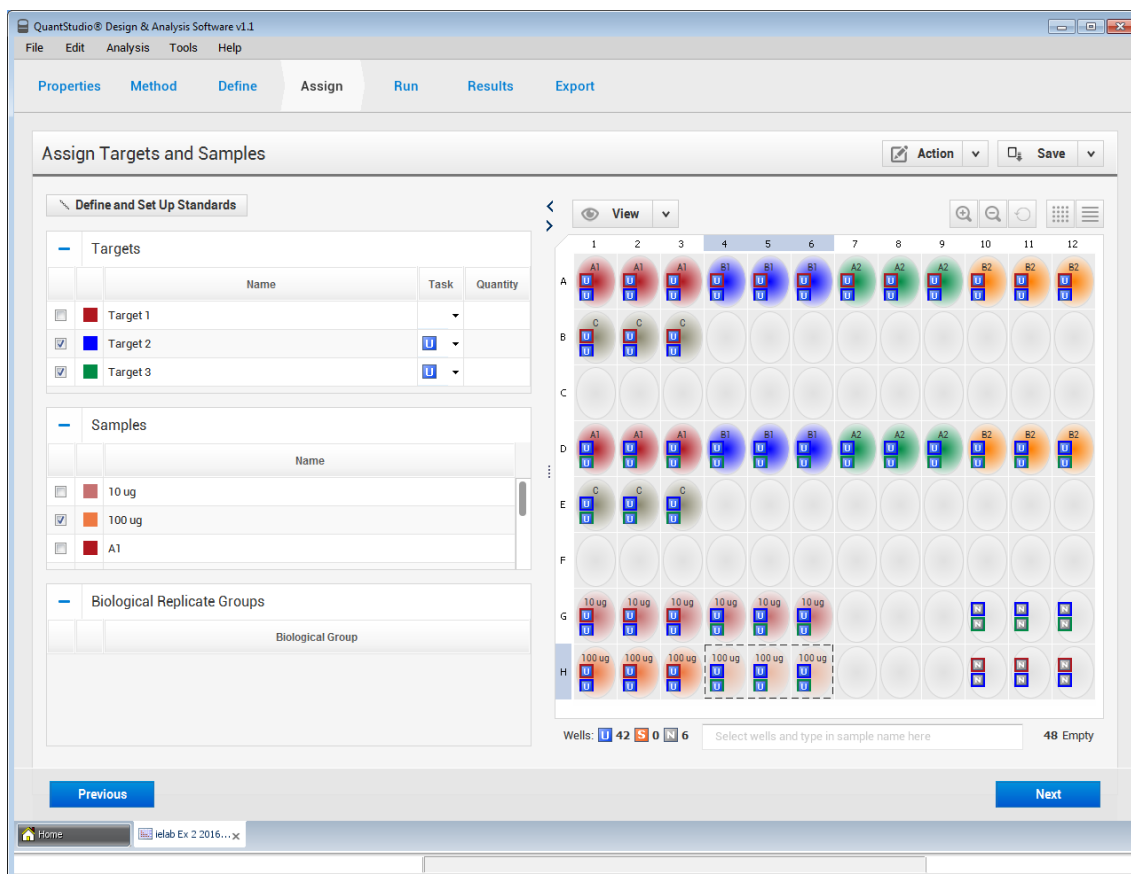 QuantStudio® Design & Analysis Software v1.1
File Edit Analysis Tools Help
Properties Method Define Assign Run Results Export
Assign Targets and Samples
Action Save
Define and Set Up Standards
Targets
Name Task Quantity
Target 1
Target 2 U
Target 3 U
Samples
Name
10 ug
100 ug
A1
Biological Replicate Groups
Biological Group
View
1 2 3 4 5 6 7 8 9 10 11 12
A1 A1 A1 B1 B1 B1 A2 A2 A2 B2 B2 B2
A U U U U U U U U U U U U
U U U U U U U U U U U U
C C C
B U U U
U U U
C
A1 A1 A1 B1 B1 B1 A2 A2 A2 B2 B2 B2
D U U U U U U U U U U U U
U U U U U U U U U U U U
C C C
E U U U
U U U
F
10 ug 10 ug 10 ug 10 ug 10 ug 10 ug
G U U U U U U N N N
U U U U U U N N N
100 ug 100 ug 100 ug 100 ug 100 ug 100 ug
H U U U U U U N N N
U U U U U U N N N
Wells: U 42 S 0 N 6 Select wells and type in sample name here 48 Empty
Previous Next
Home ielab Ex 2 2016...